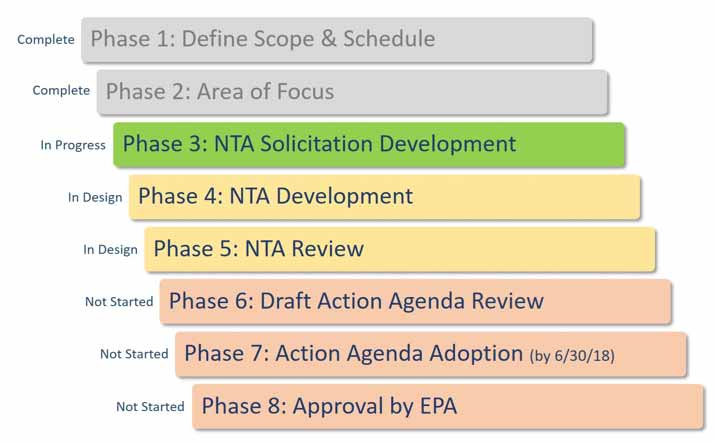 Complete Phase 1: Define Scope & Schedule
Complete Phase 2: Area of Focus
In Progress Phase 3: NTA Solicitation Development
In Design Phase 4: NTA Development
In Design Phase 5: NTA Review
Not Started Phase 6: Draft Action Agenda Review
Not Started Phase 7: Action Agenda Adoption (by 6/30/18)
Not Started Phase 8: Approval by EPA